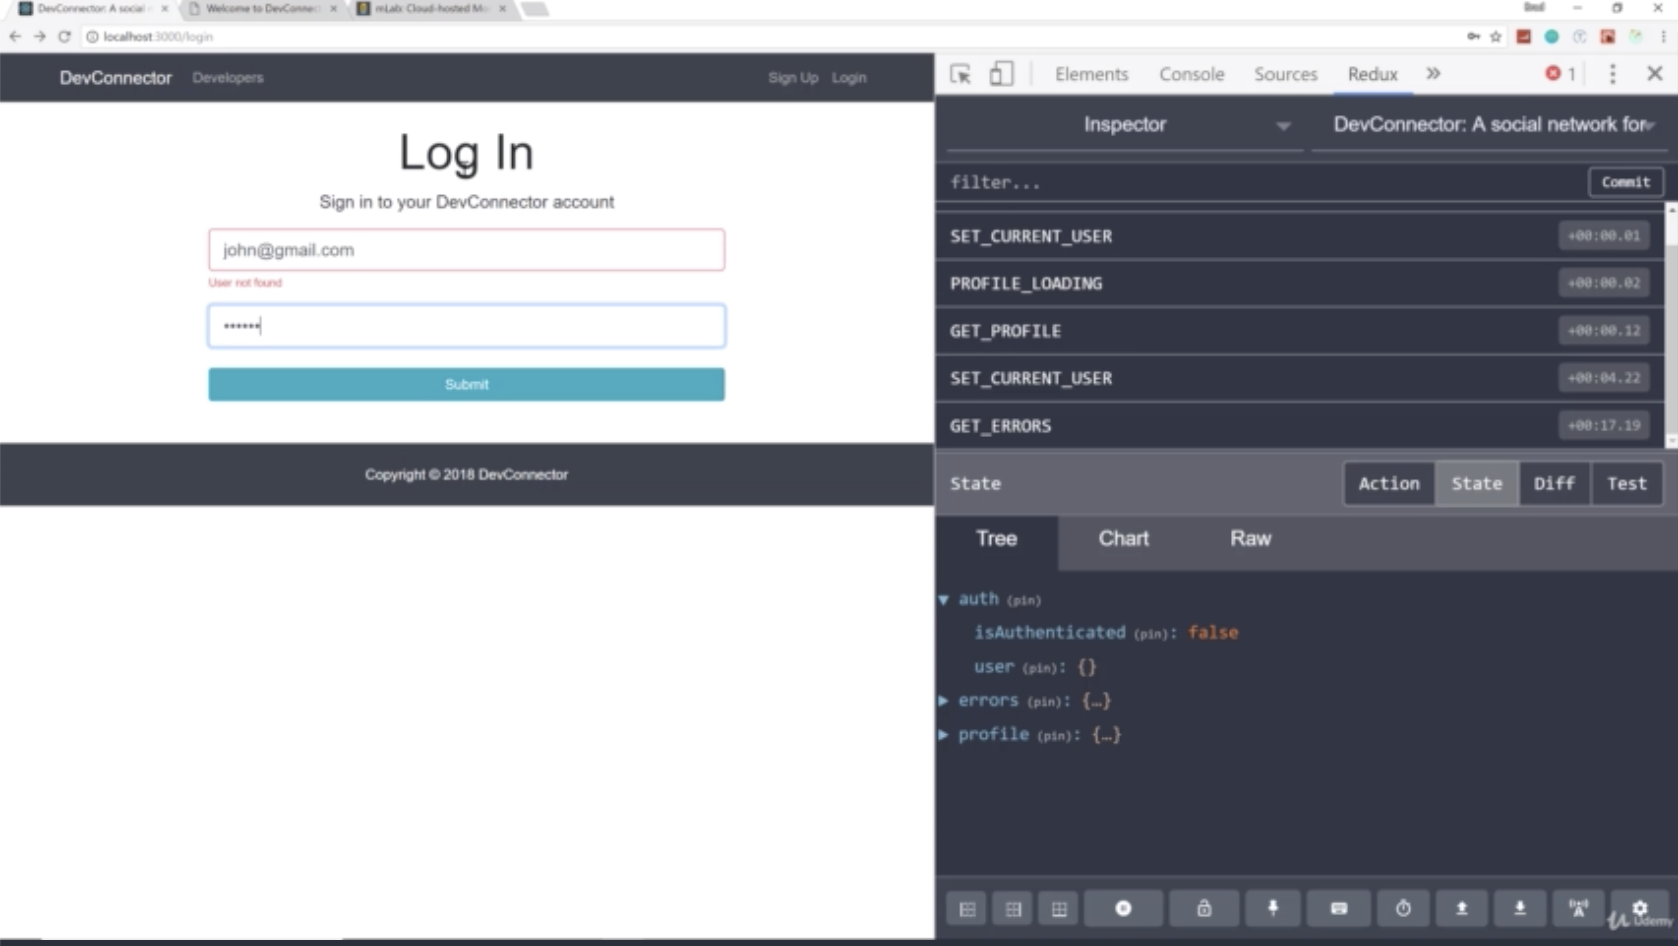 DevConnector: A social
Welcome to DevConnect
mLab: Cloud-hosted Mo
localhost:3000/login
DevConnector Developers Sign Up Login
Log In
Sign in to your DevConnector account
john@gmail.com
User not found
••••••
Submit
Copyright © 2018 DevConnector
Elements Console Sources Redux » 1
Inspector DevConnector: A social network for
filter... Commit
SET_CURRENT_USER +00:00.01
PROFILE_LOADING +00:00.02
GET_PROFILE +00:00.12
SET_CURRENT_USER +00:04.22
GET_ERRORS +00:17.19
State Action State Diff Test
Tree Chart Raw
auth (pin)
isAuthenticated (pin): false
user (pin): {}
errors (pin): {…}
profile (pin): {…}
Udemy